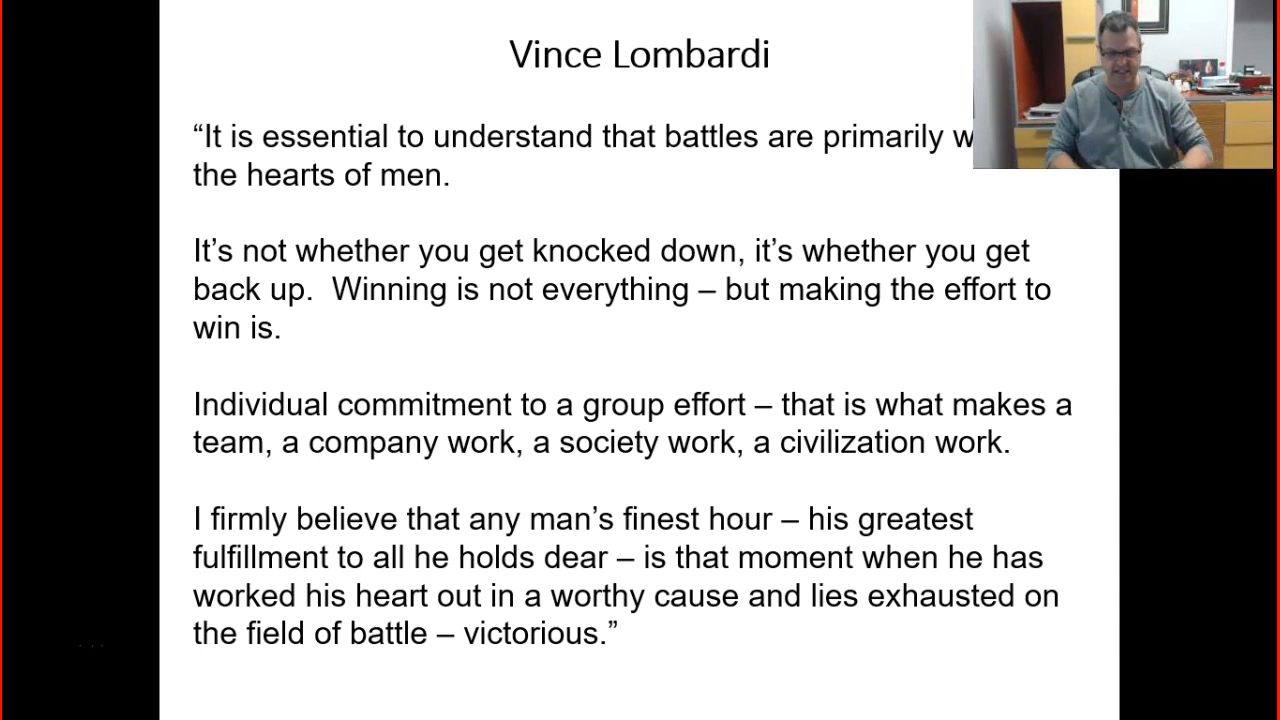 Vince Lombardi
“It is essential to understand that battles are primarily
the hearts of men.
It’s not whether you get knocked down, it’s whether you get
back up.  Winning is not everything – but making the effort to
win is.
Individual commitment to a group effort – that is what makes a
team, a company work, a society work, a civilization work.
I firmly believe that any man’s finest hour – his greatest
fulfillment to all he holds dear – is that moment when he has
worked his heart out in a worthy cause and lies exhausted on
the field of battle – victorious.”